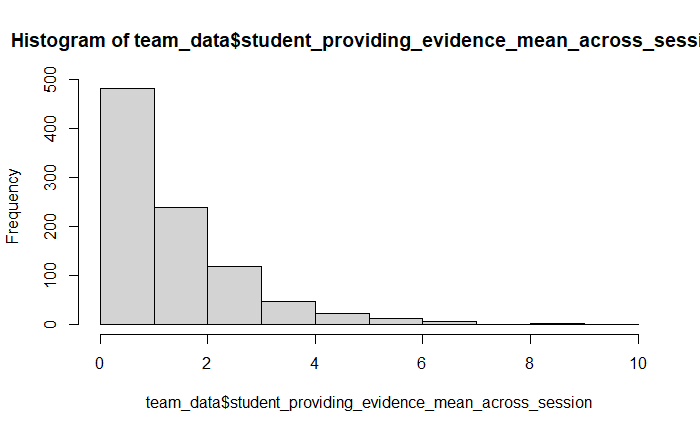 Histogram of team_data$student_providing_evidence_mean_across_sessi
500
400
300
200
100
0
Frequency
0 2 4 6 8 10
team_data$student_providing_evidence_mean_across_session